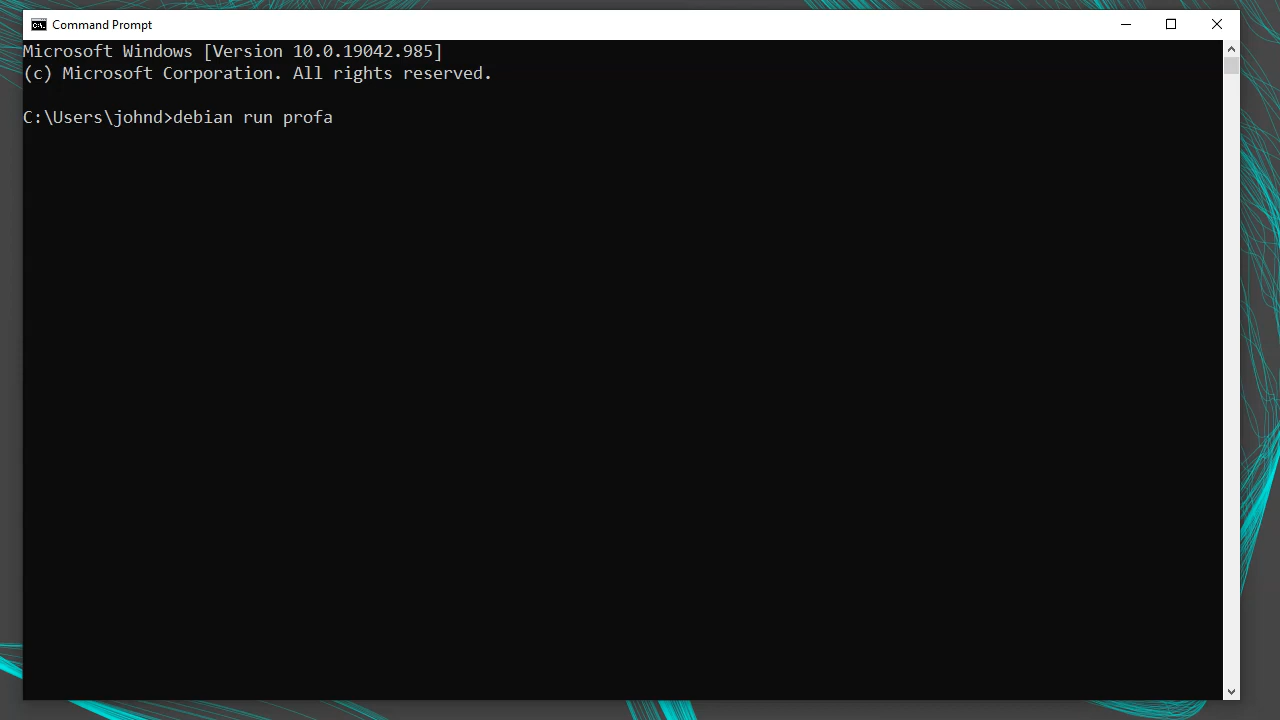 Command Prompt
Microsoft Windows [Version 10.0.19042.985]
(c) Microsoft Corporation. All rights reserved.
C:\Users\johnd>debian run profa